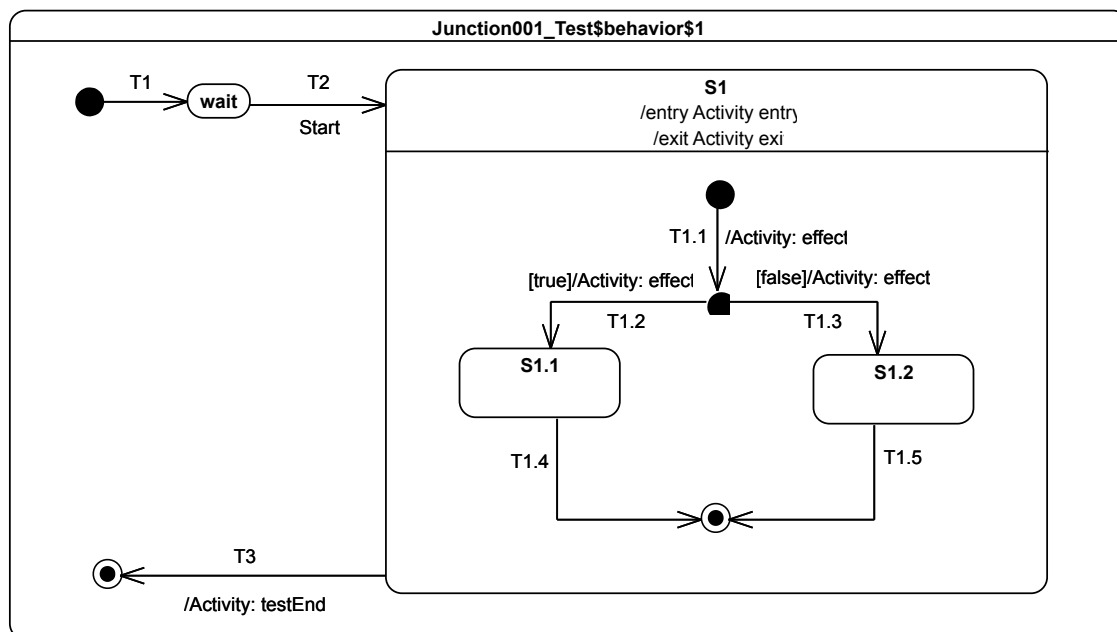 Junction001_Test$behavior$1
T1
T2
wait
Start
S1
/entry Activity entry
/exit Activity exi
T1.1
/Activity: effect
[true]/Activity: effect
[false]/Activity: effect
T1.2
T1.3
S1.1
S1.2
T1.4
T1.5
T3
/Activity: testEnd